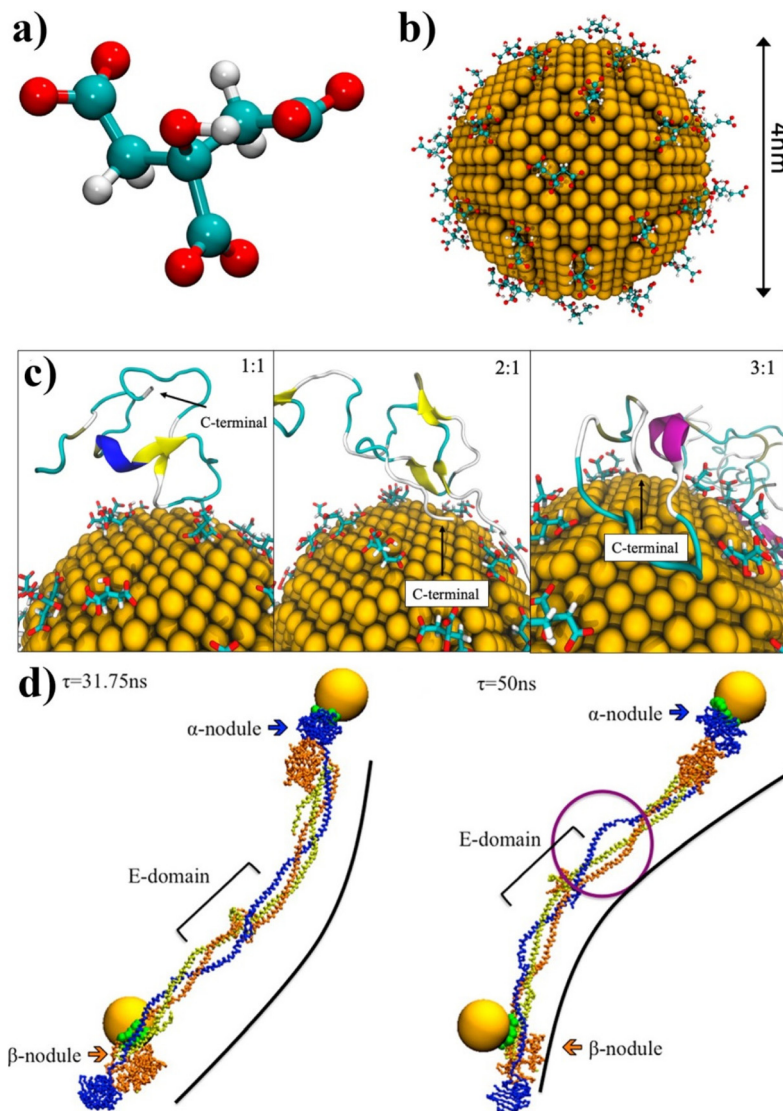 a)
b)
4nm
c)
1:1
C-terminal
2:1
C-terminal
3:1
C-terminal
d)
τ=31.75ns
α-nodule
E-domain
β-nodule
τ=50ns
α-nodule
E-domain
β-nodule